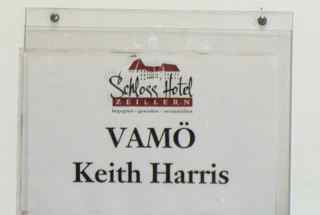 Schloss Hotel
ZEILLERN
VAMÖ
Keith Harris